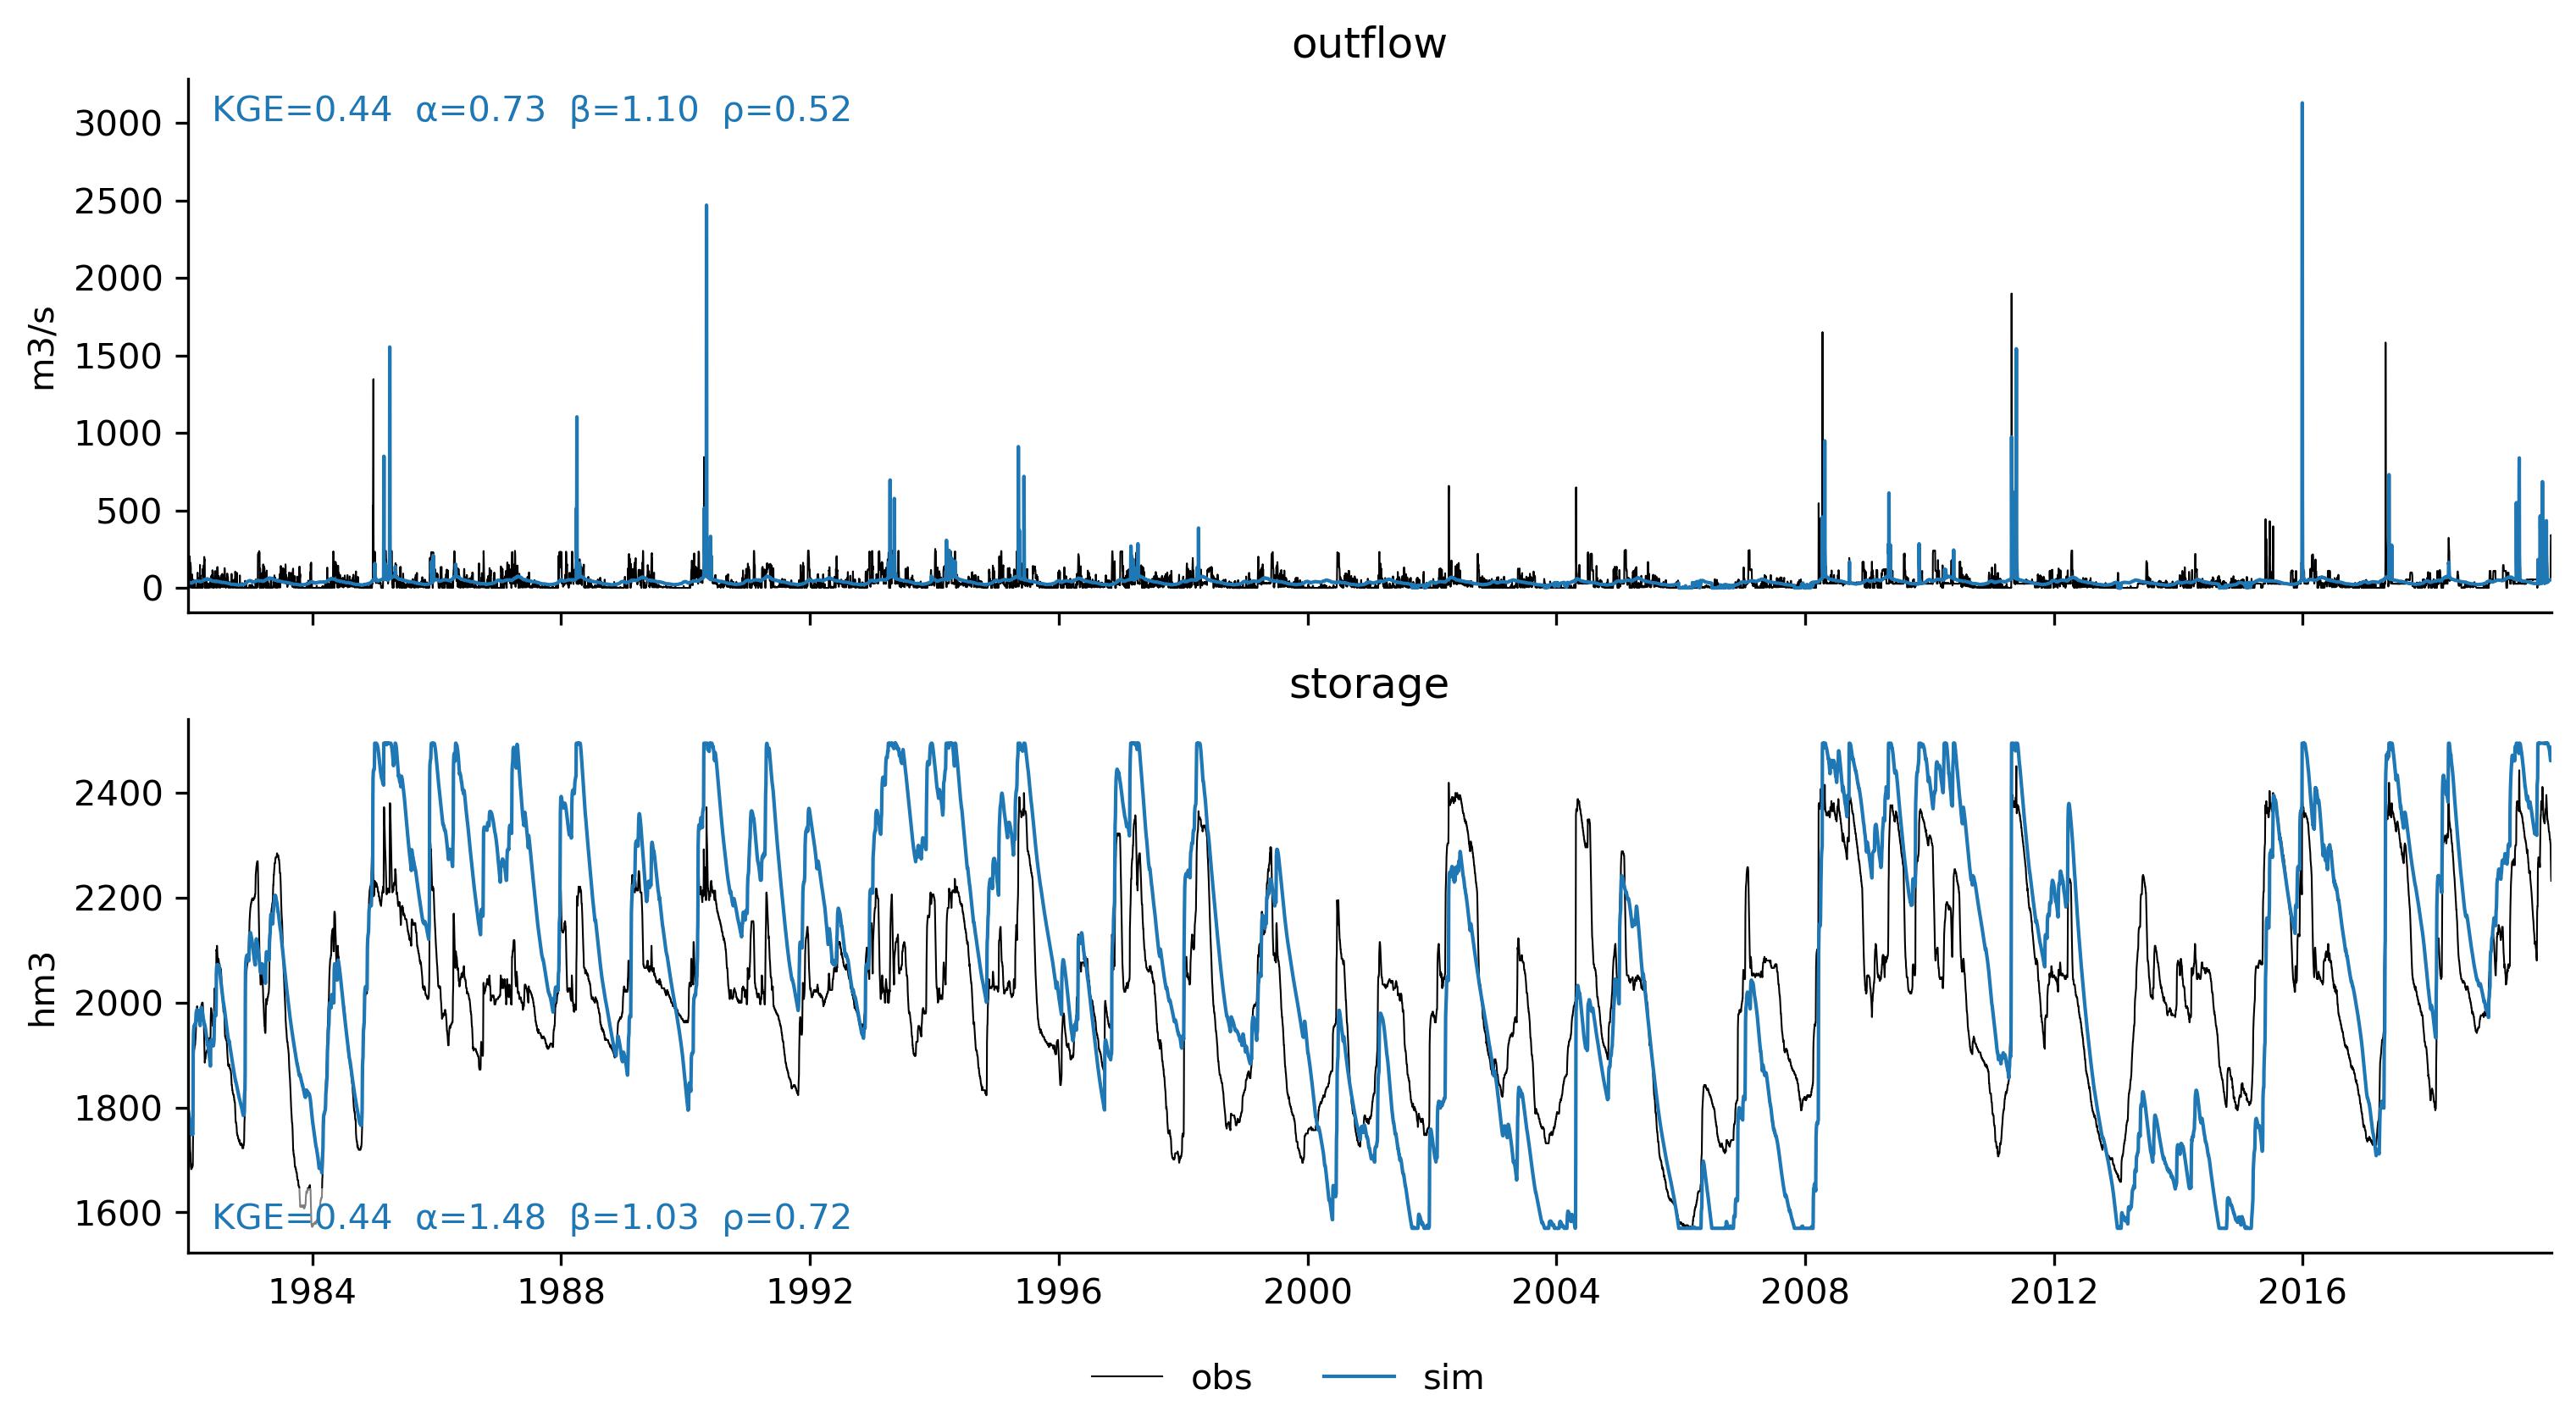 outflow
KGE=0.44 α=0.73 β=1.10 ρ=0.52
3000
2500
2000
1500
1000
500
0
m3/s
storage
2400
2200
2000
1800
1600
hm3
KGE=0.44 α=1.48 β=1.03 ρ=0.72
1984 1988 1992 1996 2000 2004 2008 2012 2016
obs sim